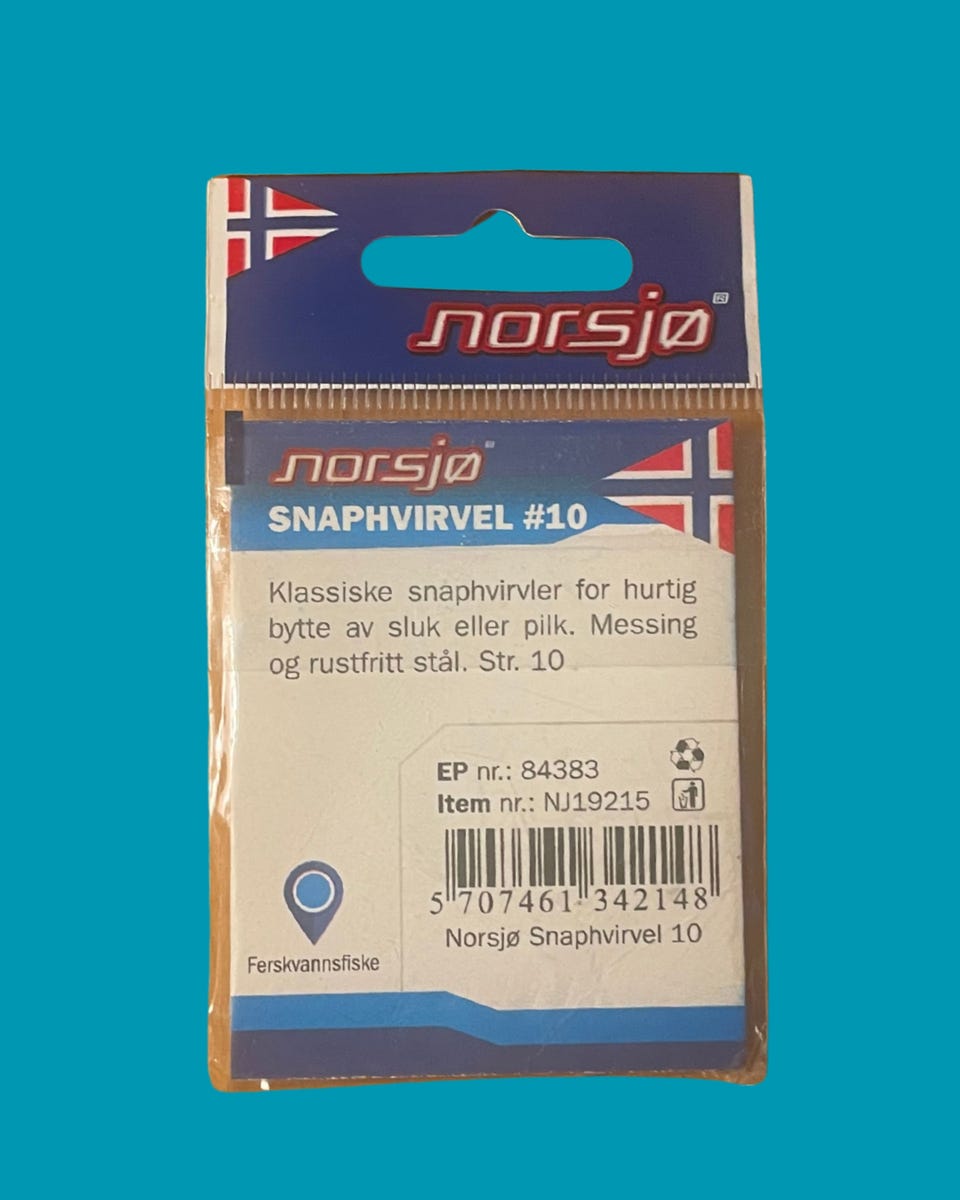 norsjø
norsjø
SNAPHVIRVEL #10
Klassiske snaphvirvler for hurtig
bytte av sluk eller pilk. Messing
og rustfritt stål. Str. 10
EP nr.: 84383
Item nr.: NJ19215
5 707461 342148
Norsjø Snaphvirvel 10
Ferskvannsfiske